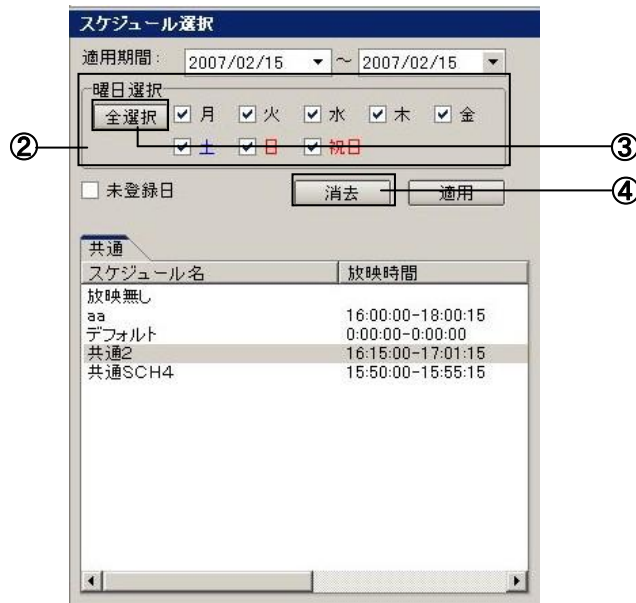 スケジュール選択
適用期間: 2007/02/15 ～ 2007/02/15
曜日選択
全選択 月 火 水 木 金
② 土 日 祝日 ③
未登録日 消去 適用 ④
共通
スケジュール名 放映時間
放映無し
aa 16:00:00-18:00:15
デフォルト 0:00:00-0:00:00
共通2 16:15:00-17:01:15
共通SCH4 15:50:00-15:55:15